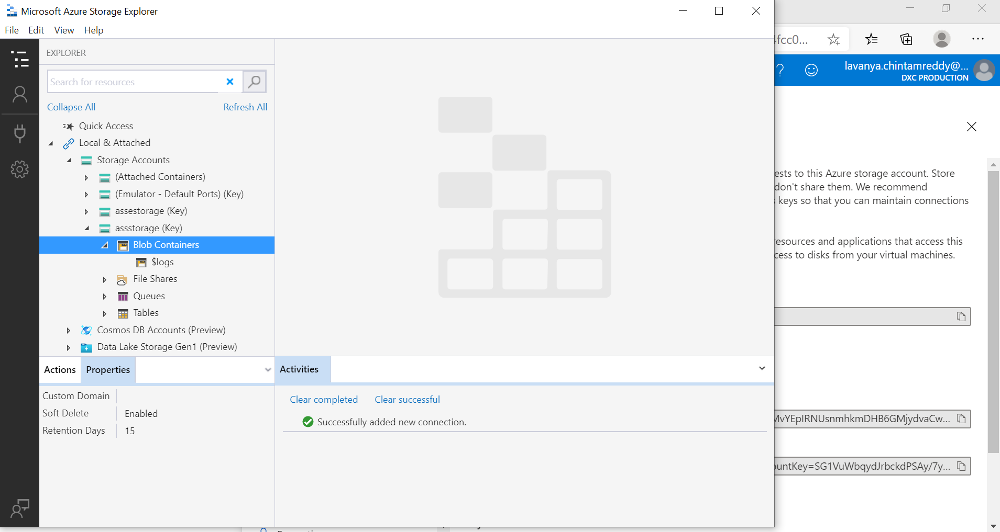 Microsoft Azure Storage Explorer
File Edit View Help
EXPLORER
Search for resources
Collapse All Refresh All
Quick Access
Local & Attached
Storage Accounts
(Attached Containers)
(Emulator - Default Ports) (Key)
assestorage (Key)
assstorage (Key)
Blob Containers
$logs
File Shares
Queues
Tables
Cosmos DB Accounts (Preview)
Data Lake Storage Gen1 (Preview)
Actions Properties
Custom Domain
Soft Delete Enabled
Retention Days 15
Activities
Clear completed Clear successful
Successfully added new connection.
fcc0...
lavanya.chintamreddy@...
DXC PRODUCTION
ests to this Azure storage account. Store
don't share them. We recommend
keys so that you can maintain connections
resources and applications that access this
cess to disks from your virtual machines.
MvYEpIRNUsnmhkmDHB6GMjydvaCw...
ountKey=SG1VuWbqydJrbckdPSAy/7y...